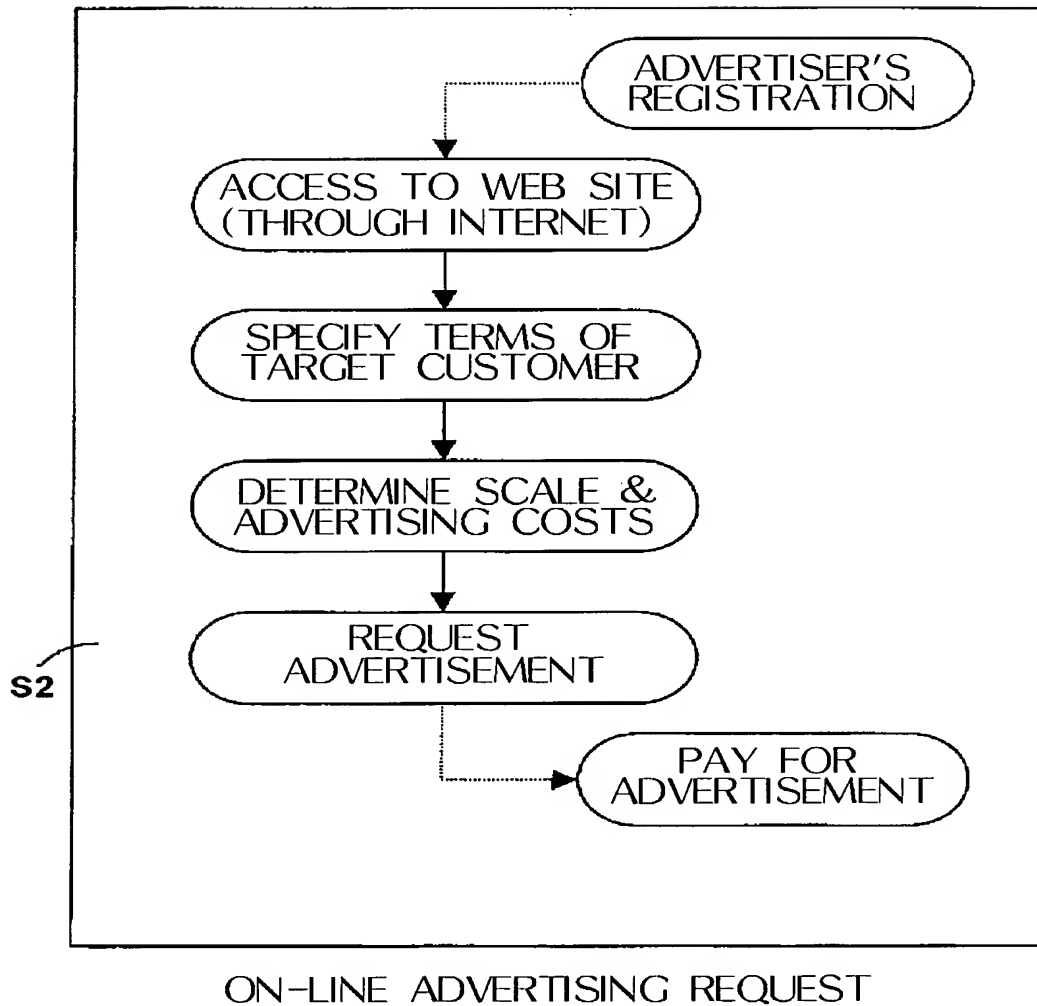 ADVERTISER'S
REGISTRATION
ACCESS TO WEB SITE
(THROUGH INTERNET)
SPECIFY TERMS OF
TARGET CUSTOMER
DETERMINE SCALE &
ADVERTISING COSTS
REQUEST
ADVERTISEMENT
S2
PAY FOR
ADVERTISEMENT
ON-LINE ADVERTISING REQUEST